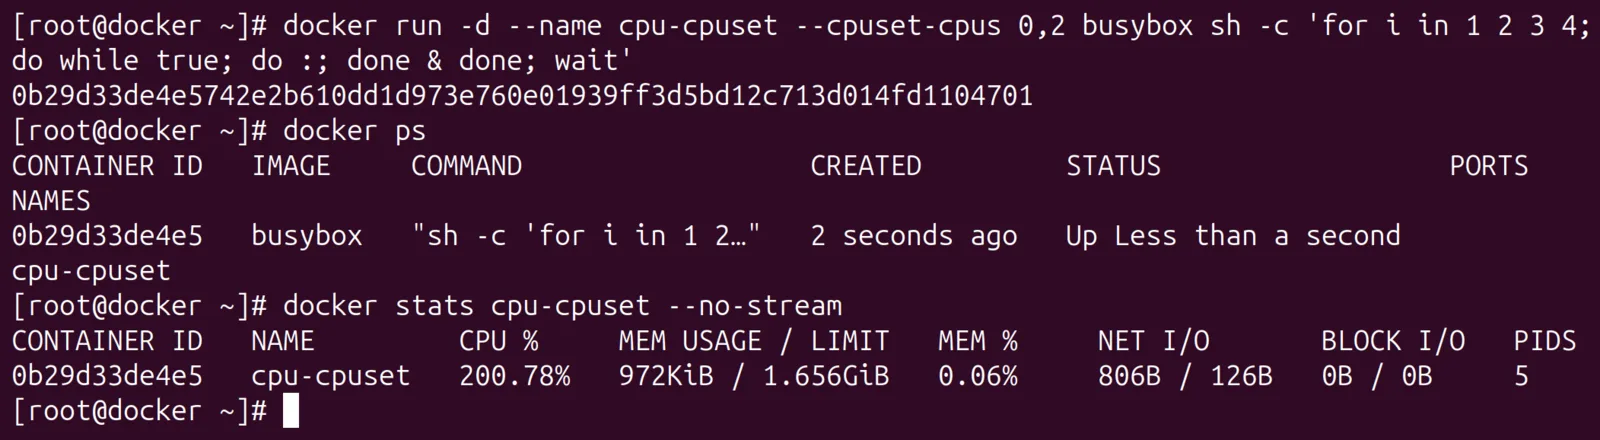 [root@docker ~]# docker run -d --name cpu-cpuset --cpuset-cpus 0,2 busybox sh -c 'for i in 1 2 3 4;
do while true; do :; done & done; wait'
0b29d33de4e5742e2b610dd1d973e760e01939ff3d5bd12c713d014fd1104701
[root@docker ~]# docker ps
CONTAINER ID   IMAGE     COMMAND                  CREATED         STATUS                  PORTS
NAMES
0b29d33de4e5   busybox   "sh -c 'for i in 1 2…"   2 seconds ago   Up Less than a second
cpu-cpuset
[root@docker ~]# docker stats cpu-cpuset --no-stream
CONTAINER ID   NAME         CPU %     MEM USAGE / LIMIT   MEM %     NET I/O       BLOCK I/O   PIDS
0b29d33de4e5   cpu-cpuset   200.78%   972KiB / 1.656GiB   0.06%     806B / 126B   0B / 0B     5
[root@docker ~]#